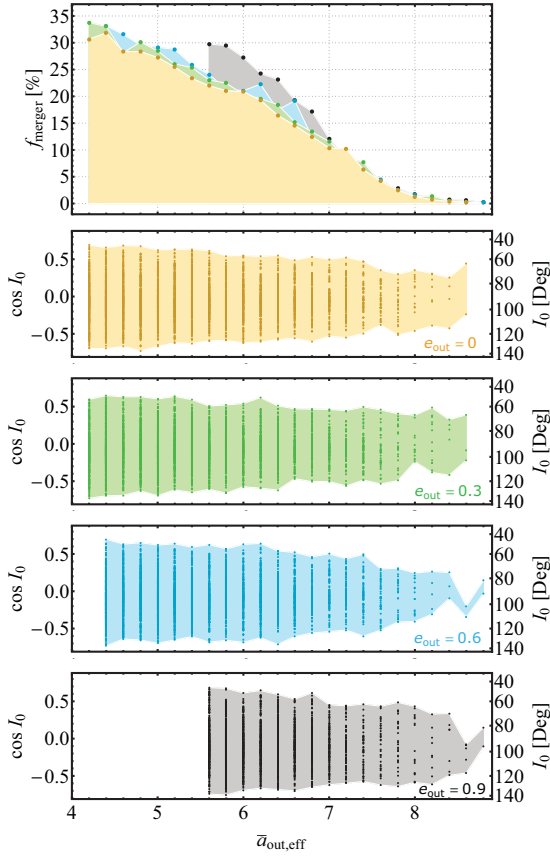 35
30
25
20
15
10
5
0
f_merger [%]
0.5
0.0
−0.5
cos I_0
40
60
80
100
120
140
I_0 [Deg]
e_out = 0
0.5
0.0
−0.5
cos I_0
60
80
100
120
140
I_0 [Deg]
e_out = 0.3
0.5
0.0
−0.5
cos I_0
40
60
80
100
120
I_0 [Deg]
e_out = 0.6
0.5
0.0
−0.5
cos I_0
60
80
100
120
140
I_0 [Deg]
e_out = 0.9
4 5 6 7 8
a̅_out,eff